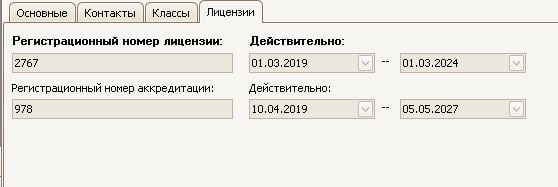 Основные Контакты Классы Лицензии
Регистрационный номер лицензии: Действительно:
2767 01.03.2019 -- 01.03.2024
Регистрационный номер аккредитации: Действительно:
978 10.04.2019 -- 05.05.2027